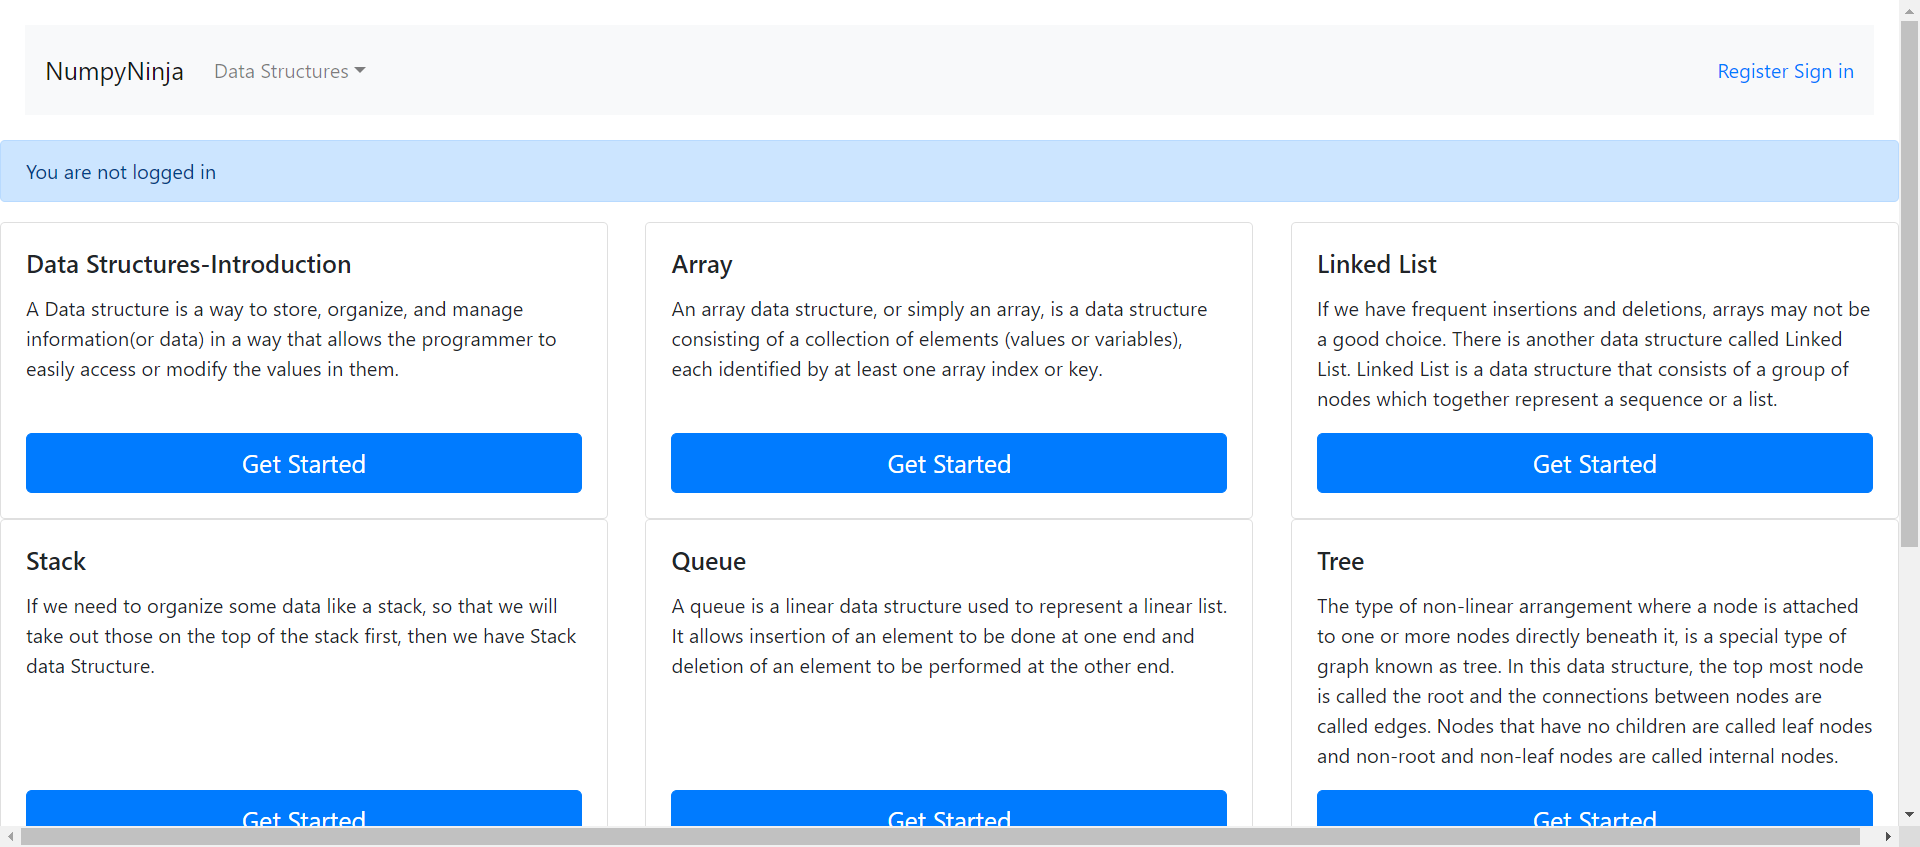 NumpyNinja
Data Structures
Register Sign in
You are not logged in
Data Structures-Introduction
A Data structure is a way to store, organize, and manage
information(or data) in a way that allows the programmer to
easily access or modify the values in them.
Get Started
Array
An array data structure, or simply an array, is a data structure
consisting of a collection of elements (values or variables),
each identified by at least one array index or key.
Get Started
Linked List
If we have frequent insertions and deletions, arrays may not be
a good choice. There is another data structure called Linked
List. Linked List is a data structure that consists of a group of
nodes which together represent a sequence or a list.
Get Started
Stack
If we need to organize some data like a stack, so that we will
take out those on the top of the stack first, then we have Stack
data Structure.
Get Started
Queue
A queue is a linear data structure used to represent a linear list.
It allows insertion of an element to be done at one end and
deletion of an element to be performed at the other end.
Get Started
Tree
The type of non-linear arrangement where a node is attached
to one or more nodes directly beneath it, is a special type of
graph known as tree. In this data structure, the top most node
is called the root and the connections between nodes are
called edges. Nodes that have no children are called leaf nodes
and non-root and non-leaf nodes are called internal nodes.
Get Started